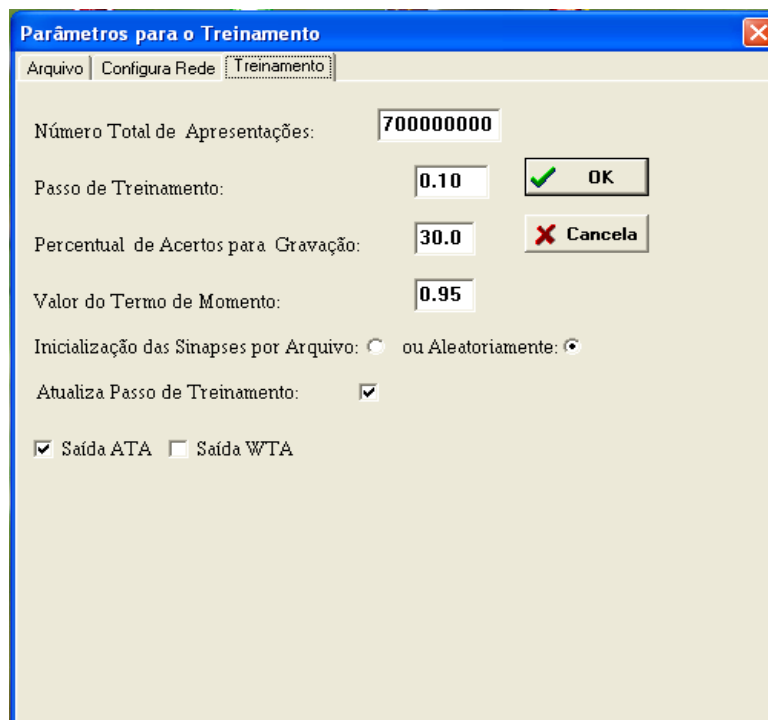 Parâmetros para o Treinamento
Arquivo Configura Rede Treinamento
Número Total de Apresentações: 700000000
Passo de Treinamento: 0.10 OK
Percentual de Acertos para Gravação: 30.0 Cancela
Valor do Termo de Momento: 0.95
Inicialização das Sinapses por Arquivo: ou Aleatoriamente:
Atualiza Passo de Treinamento:
Saída ATA Saída WTA